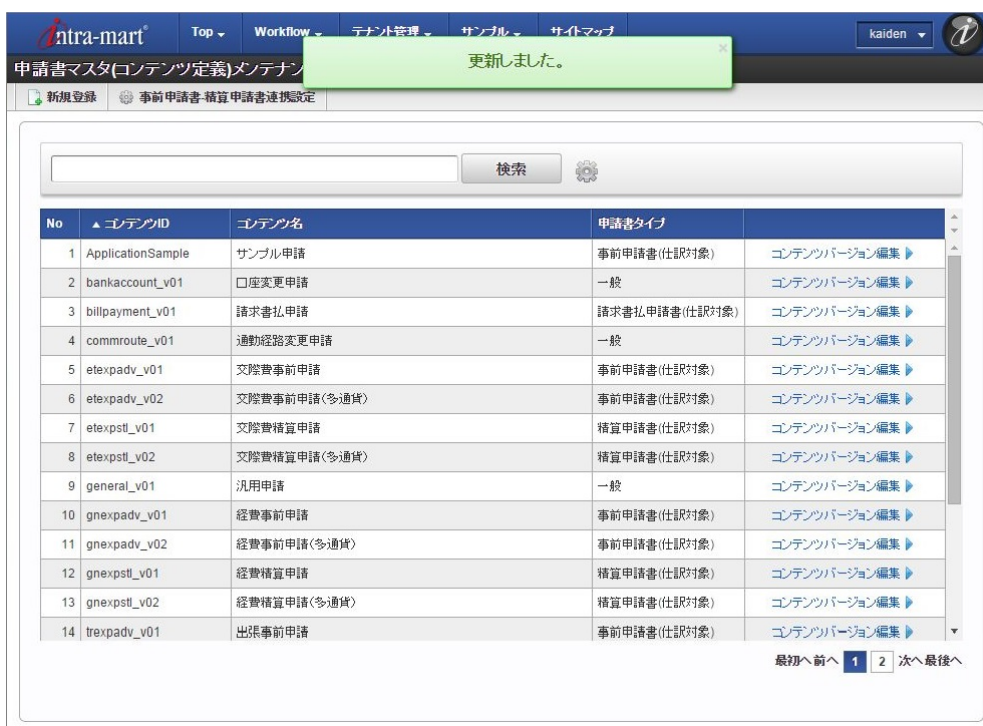 intra-mart® Top Workflow テナント管理 サンプル サイトマップ kaiden
更新しました。
申請書マスタ(コンテンツ定義)メンテナン
新規登録 事前申請書-精算申請書連携設定
検索
No ▲ コンテンツID コンテンツ名 申請書タイプ
1 ApplicationSample サンプル申請 事前申請書(仕訳対象) コンテンツバージョン編集
2 bankaccount_v01 口座変更申請 一般 コンテンツバージョン編集
3 billpayment_v01 請求書払申請 請求書払申請書(仕訳対象) コンテンツバージョン編集
4 commroute_v01 通勤経路変更申請 一般 コンテンツバージョン編集
5 etexpadv_v01 交際費事前申請 事前申請書(仕訳対象) コンテンツバージョン編集
6 etexpadv_v02 交際費事前申請(多通貨) 事前申請書(仕訳対象) コンテンツバージョン編集
7 etexpstl_v01 交際費精算申請 精算申請書(仕訳対象) コンテンツバージョン編集
8 etexpstl_v02 交際費精算申請(多通貨) 精算申請書(仕訳対象) コンテンツバージョン編集
9 general_v01 汎用申請 一般 コンテンツバージョン編集
10 gnexpadv_v01 経費事前申請 事前申請書(仕訳対象) コンテンツバージョン編集
11 gnexpadv_v02 経費事前申請(多通貨) 事前申請書(仕訳対象) コンテンツバージョン編集
12 gnexpstl_v01 経費精算申請 精算申請書(仕訳対象) コンテンツバージョン編集
13 gnexpstl_v02 経費精算申請(多通貨) 精算申請書(仕訳対象) コンテンツバージョン編集
14 trexpadv_v01 出張事前申請 事前申請書(仕訳対象) コンテンツバージョン編集
最初へ 前へ 1 2 次へ 最後へ